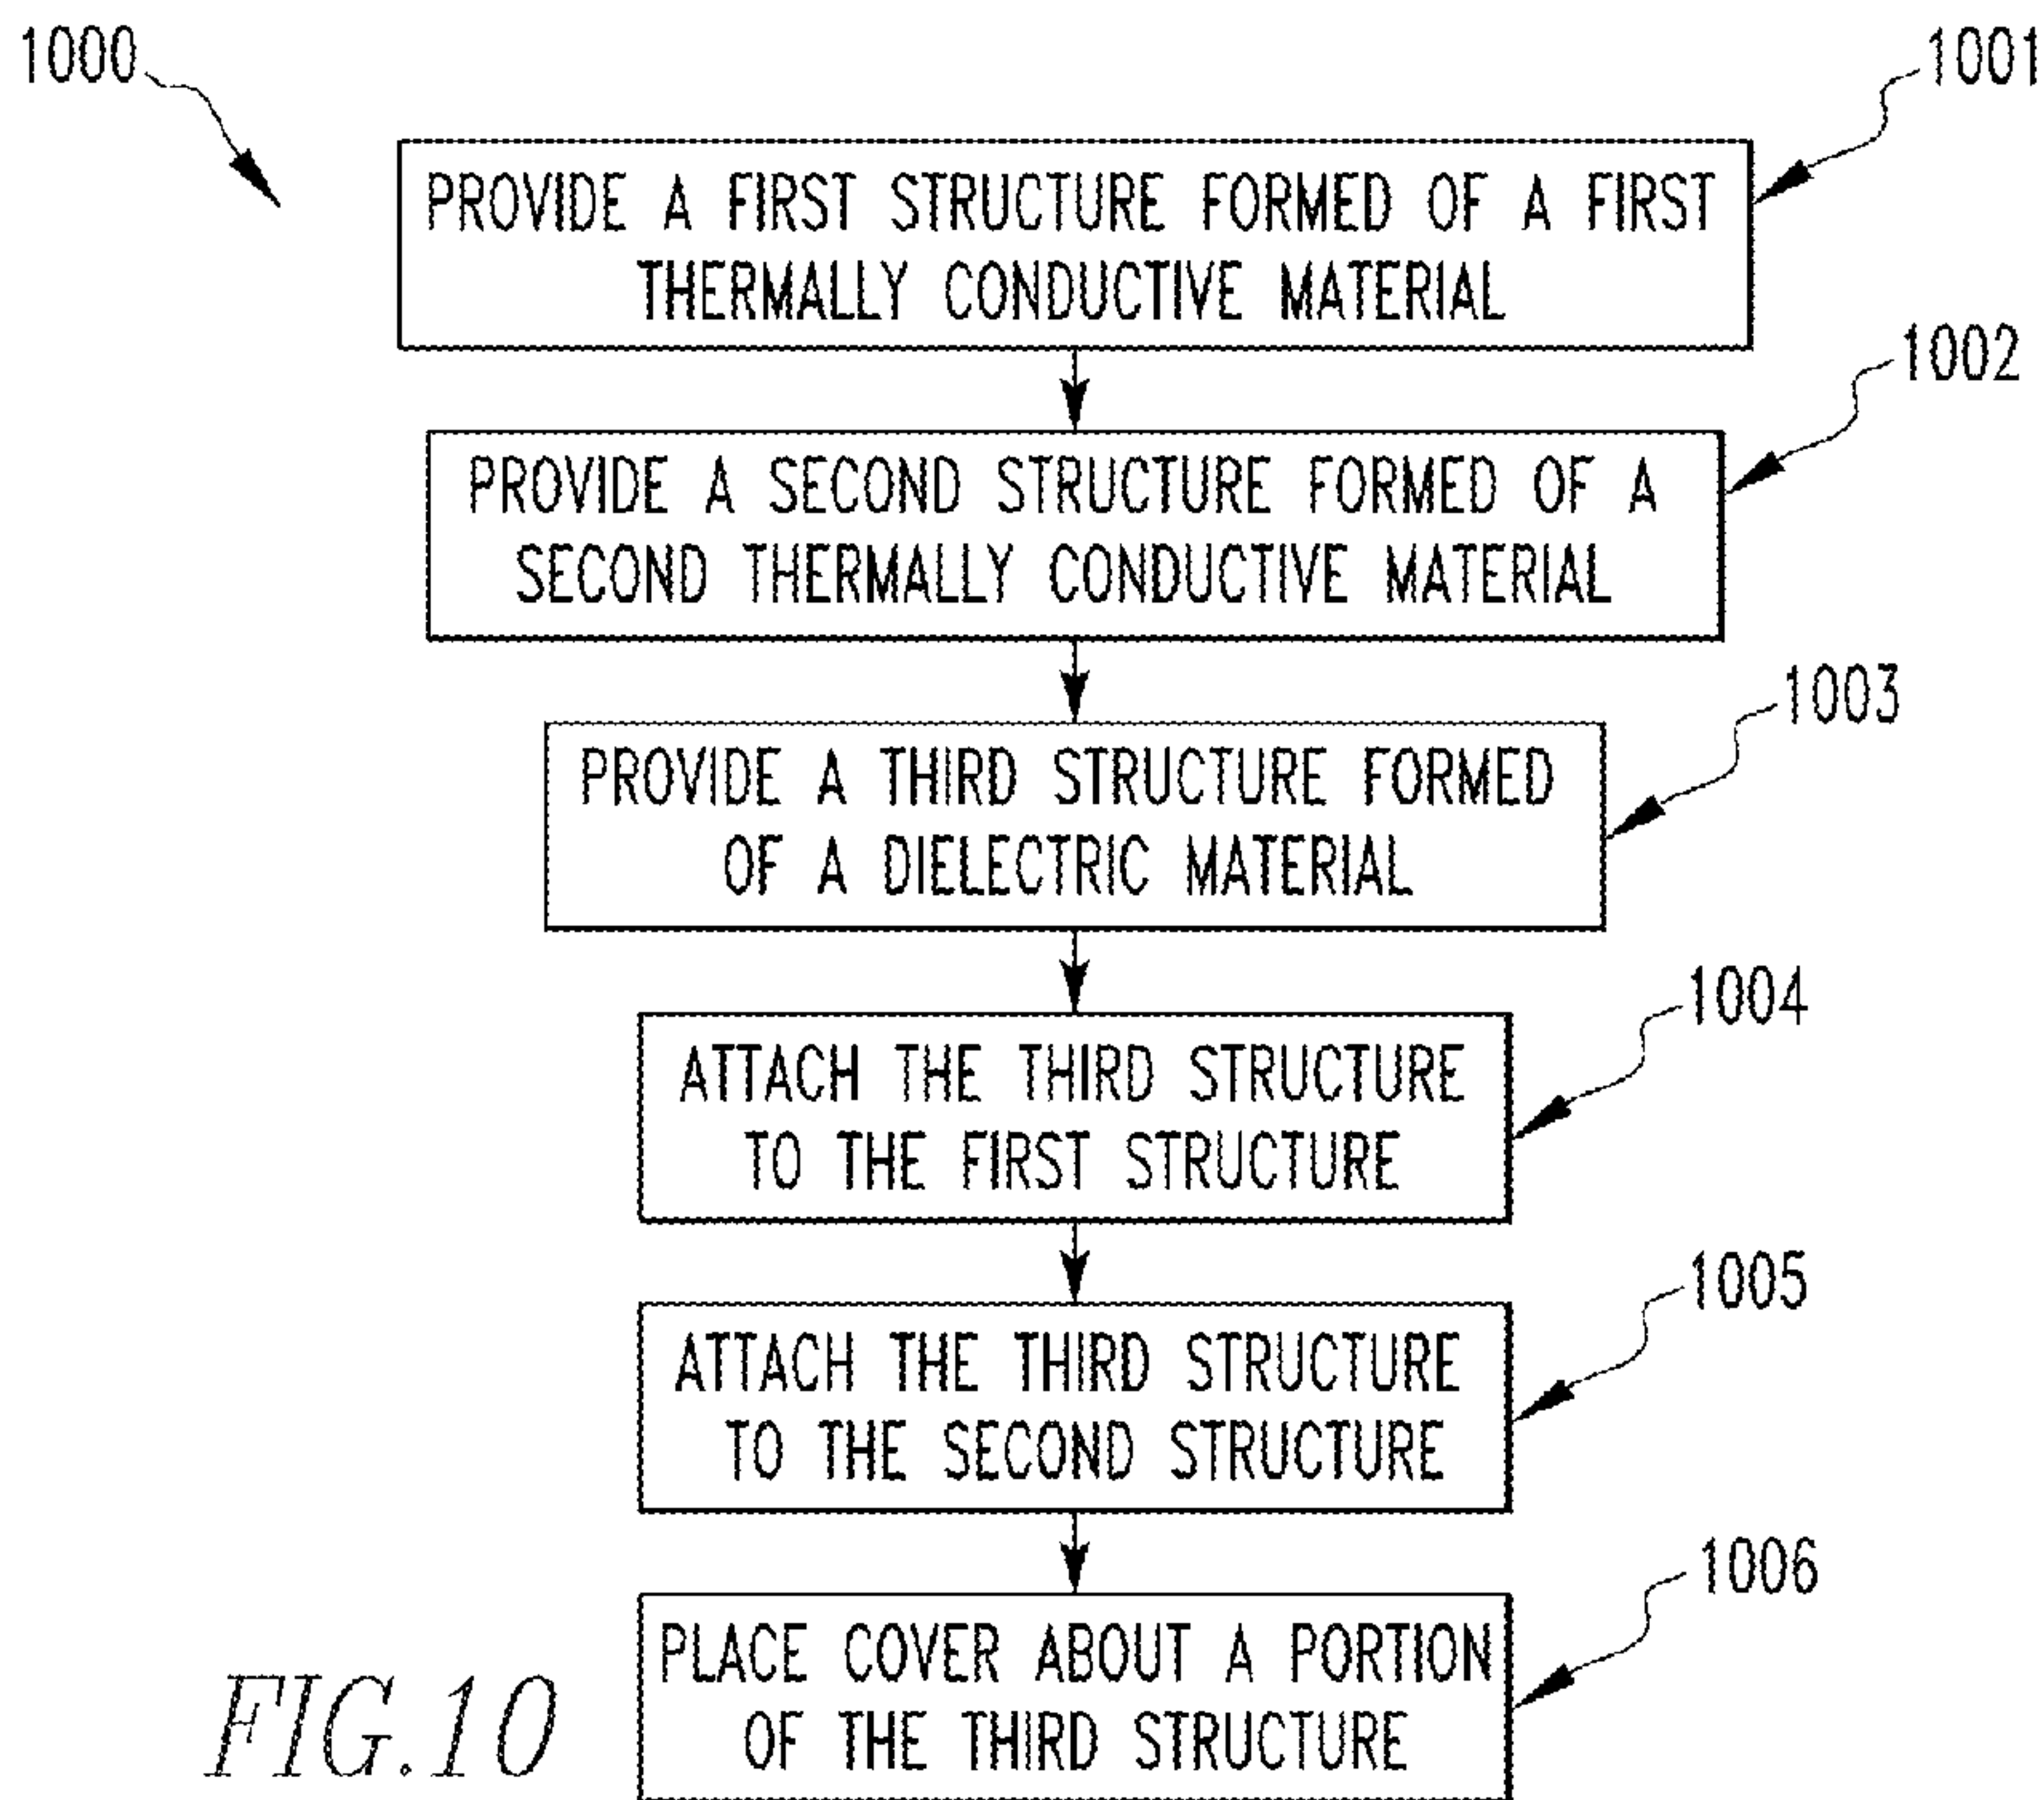 1000
1001
PROVIDE A FIRST STRUCTURE FORMED OF A FIRST
THERMALLY CONDUCTIVE MATERIAL
1002
PROVIDE A SECOND STRUCTURE FORMED OF A
SECOND THERMALLY CONDUCTIVE MATERIAL
1003
PROVIDE A THIRD STRUCTURE FORMED
OF A DIELECTRIC MATERIAL
1004
ATTACH THE THIRD STRUCTURE
TO THE FIRST STRUCTURE
1005
ATTACH THE THIRD STRUCTURE
TO THE SECOND STRUCTURE
1006
PLACE COVER ABOUT A PORTION
OF THE THIRD STRUCTURE
FIG.10